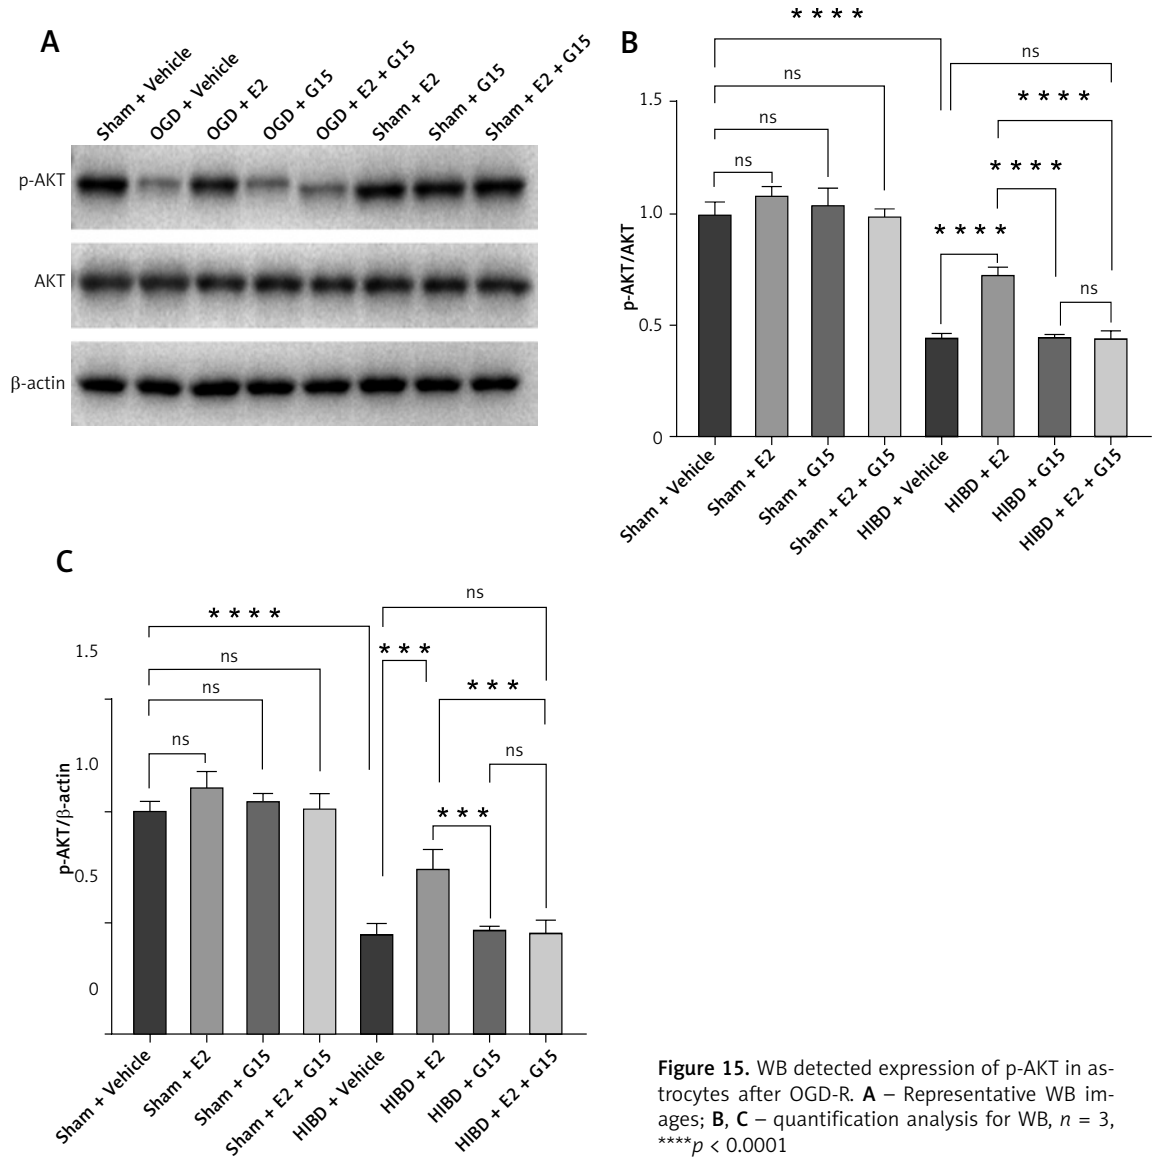 A
Sham + Vehicle
OGD + Vehicle
OGD + E2
OGD + G15
OGD + E2 + G15
Sham + E2
Sham + G15
Sham + E2 + G15
p-AKT
AKT
β-actin
B
* * * *
ns
ns
* * * *
ns
* * * *
ns
* * * *
ns
p-AKT/AKT
1.5
1.0
0.5
0
Sham + Vehicle
Sham + E2
Sham + G15
Sham + E2 + G15
HIBD + Vehicle
HIBD + E2
HIBD + G15
HIBD + E2 + G15
C
ns
* * * *
* * *
ns
* * *
ns
ns
ns
* * *
p-AKT/β-actin
1.5
1.0
0.5
0
Sham + Vehicle
Sham + E2
Sham + G15
Sham + E2 + G15
HIBD + Vehicle
HIBD + E2
HIBD + G15
HIBD + E2 + G15
Figure 15. WB detected expression of p-AKT in as-
trocytes after OGD-R. A – Representative WB im-
ages; B, C – quantification analysis for WB, n = 3,
****p < 0.0001